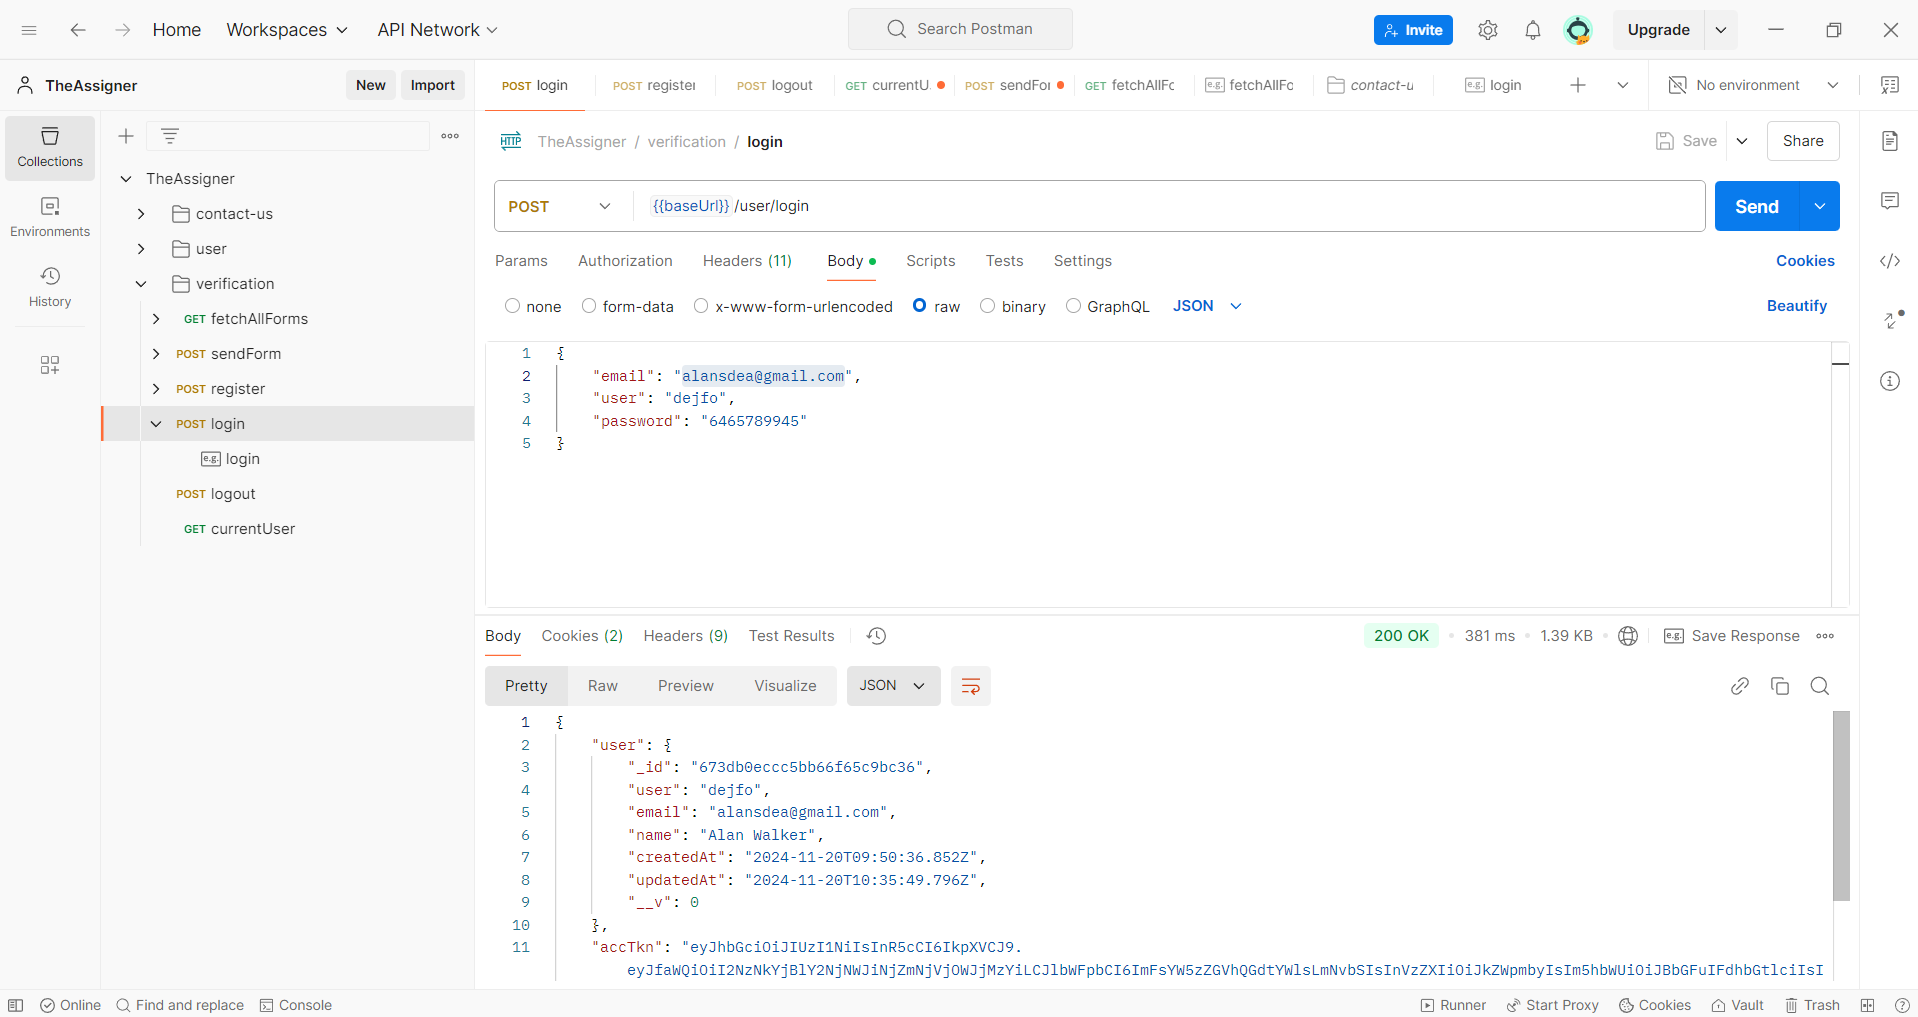 Home
Workspaces
API Network
Search Postman
Invite
Upgrade
TheAssigner
New
Import
POST login
POST register
POST logout
GET currentU
POST sendFor
GET fetchAllFo
e.g. fetchAllFo
contact-u
e.g. login
No environment
Collections
Environments
History
TheAssigner
contact-us
user
verification
GET fetchAllForms
POST sendForm
POST register
POST login
e.g. login
POST logout
GET currentUser
HTTP TheAssigner / verification / login
Save
Share
POST
{{baseUrl}}/user/login
Send
Params
Authorization
Headers (11)
Body
Scripts
Tests
Settings
Cookies
none
form-data
x-www-form-urlencoded
raw
binary
GraphQL
JSON
Beautify
1 {
2 "email": "alansdea@gmail.com",
3 "user": "dejfo",
4 "password": "6465789945"
5 }
Body
Cookies (2)
Headers (9)
Test Results
200 OK
381 ms
1.39 KB
e.g. Save Response
Pretty
Raw
Preview
Visualize
JSON
1 {
2 "user": {
3 "_id": "673db0eccc5bb66f65c9bc36",
4 "user": "dejfo",
5 "email": "alansdea@gmail.com",
6 "name": "Alan Walker",
7 "createdAt": "2024-11-20T09:50:36.852Z",
8 "updatedAt": "2024-11-20T10:35:49.796Z",
9 "__v": 0
10 },
11 "accTkn": "eyJhbGciOiJIUzI1NiIsInR5cCI6IkpXVCJ9.
eyJfaWQiOiI2NzNkYjBlY2NjNWJiNjZmNjVjOWJjMzYiLCJlbWFpbCI6ImFsYW5zZGVhQGdtYWlsLmNvbSIsInVzZXIiOiJkZWpmbyIsIm5hbWUiOiJBbGFuIFdhbGtlciIsI
Online
Find and replace
Console
Runner
Start Proxy
Cookies
Vault
Trash